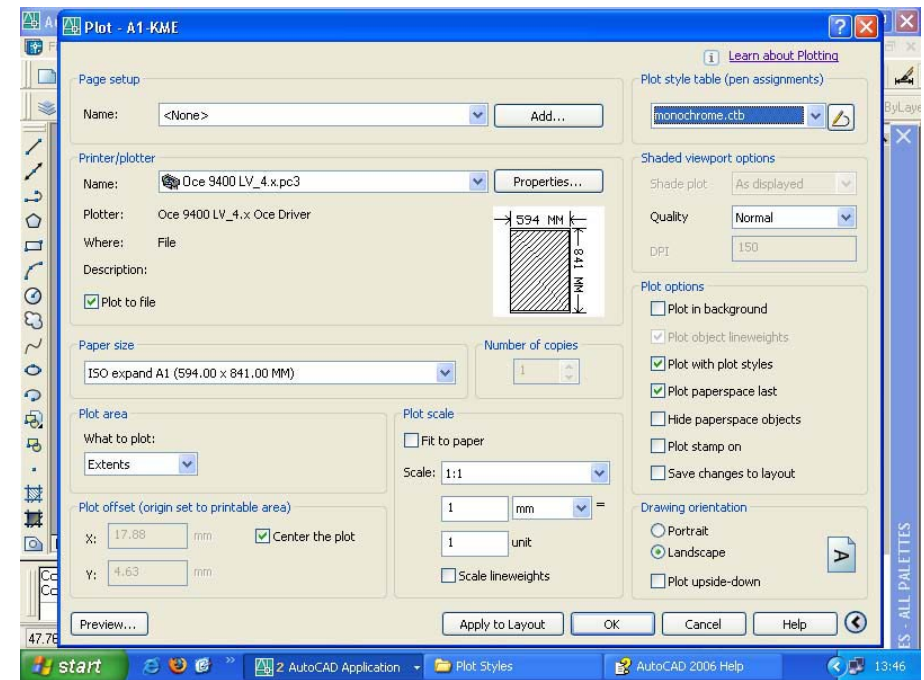 Plot - A1-KME
Learn about Plotting
Page setup
Name: <None> Add...
Plot style table (pen assignments)
monochrome.ctb
ByLaye
Printer/plotter
Name: Oce 9400 LV_4.x.pc3 Properties...
Plotter: Oce 9400 LV_4.x Oce Driver
Where: File
Description:
Plot to file
594 MM
841 MM
Shaded viewport options
Shade plot As displayed
Quality Normal
DPI 150
Paper size
ISO expand A1 (594.00 x 841.00 MM)
Number of copies
1
Plot options
Plot in background
Plot object lineweights
Plot with plot styles
Plot paperspace last
Hide paperspace objects
Plot stamp on
Save changes to layout
Plot area
What to plot:
Extents
Plot scale
Fit to paper
Scale: 1:1
1 mm =
1 unit
Scale lineweights
Plot offset (origin set to printable area)
X: 17.88 mm Center the plot
Y: 4.63 mm
Drawing orientation
Portrait
Landscape
A
Plot upside-down
Preview... Apply to Layout OK Cancel Help
ES - ALL PALETTES
47.76
start 2 AutoCAD Application Plot Styles AutoCAD 2006 Help 13:46